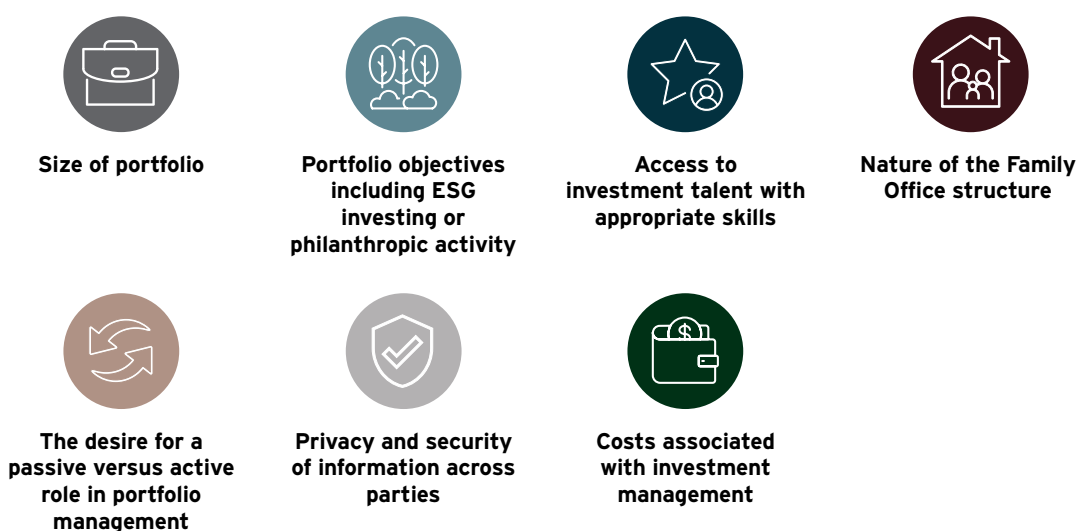 Size of portfolio
Portfolio objectives
including ESG
investing or
philanthropic activity
Access to
investment talent with
appropriate skills
Nature of the Family
Office structure
The desire for a
passive versus active
role in portfolio
management
Privacy and security
of information across
parties
$
Costs associated
with investment
management